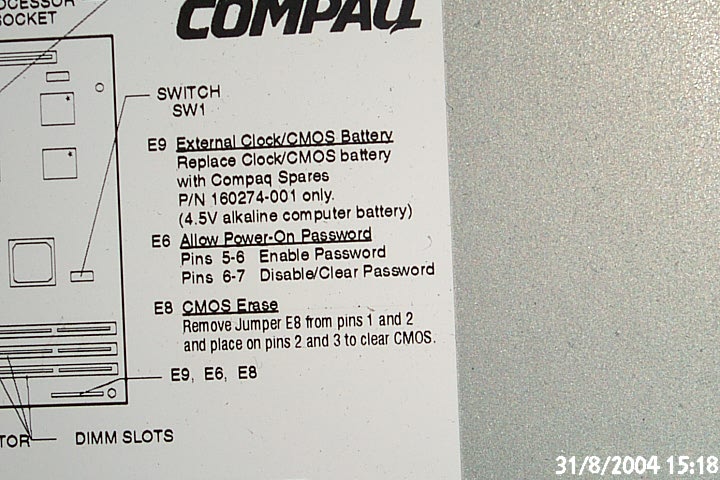 SOCKET
COMPAQ
SWITCH
SW1
E9 External Clock/CMOS Battery
Replace Clock/CMOS battery
with Compaq Spares
P/N 160274-001 only.
(4.5V alkaline computer battery)
E6 Allow Power-On Password
Pins 5-6 Enable Password
Pins 6-7 Disable/Clear Password
E8 CMOS Erase
Remove Jumper E8 from pins 1 and 2
and place on pins 2 and 3 to clear CMOS.
E9, E6, E8
DIMM SLOTS
31/8/2004 15:18